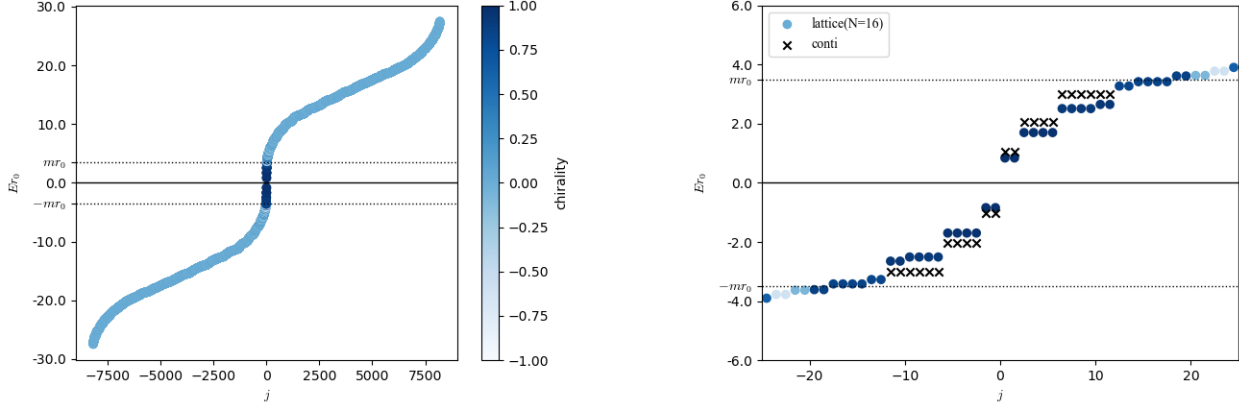 30.0
20.0
10.0
mr₀
0.0
−mr₀
−10.0
−20.0
−30.0
Er₀
−7500 −5000 −2500 0 2500 5000 7500
j
1.00
0.75
0.50
0.25
0.00
−0.25
−0.50
−0.75
−1.00
chirality
6.0
4.0
mr₀
2.0
0.0
−2.0
−mr₀
−4.0
−6.0
Er₀
lattice(N=16)
conti
−20 −10 0 10 20
j